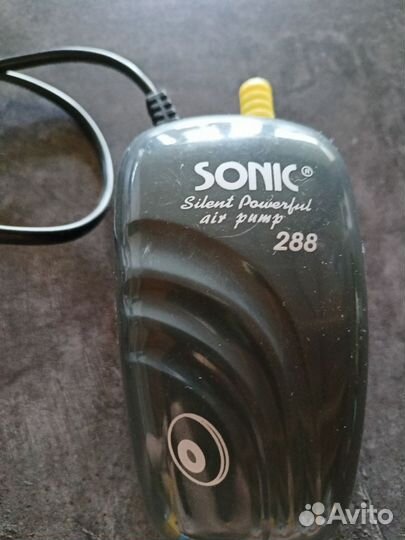 SONIC®
Silent Powerful
air pump
288
Avito